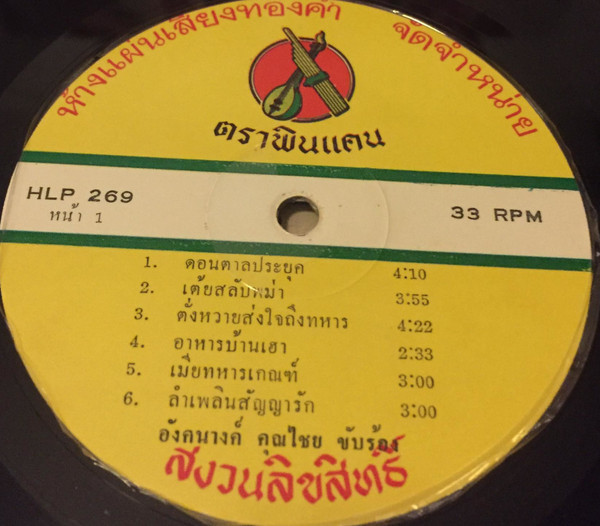 ห้างแผ่นเสียงทองคำ จัดจำหน่าย
ตราพินแคน
HLP 269
หน้า 1
33 RPM
1. ดอนตาลประยุค 4:10
2. เต้ยสลับพม่า 3:55
3. ตั่งหวายส่งใจถึงทหาร 4:22
4. อาหารบ้านเฮา 2:33
5. เมียทหารเกณฑ์ 3:00
6. ลำเพลินสัญญารัก 3:00
อังคนางค์ คุณไชย ขับร้อง
สงวนลิขสิทธิ์